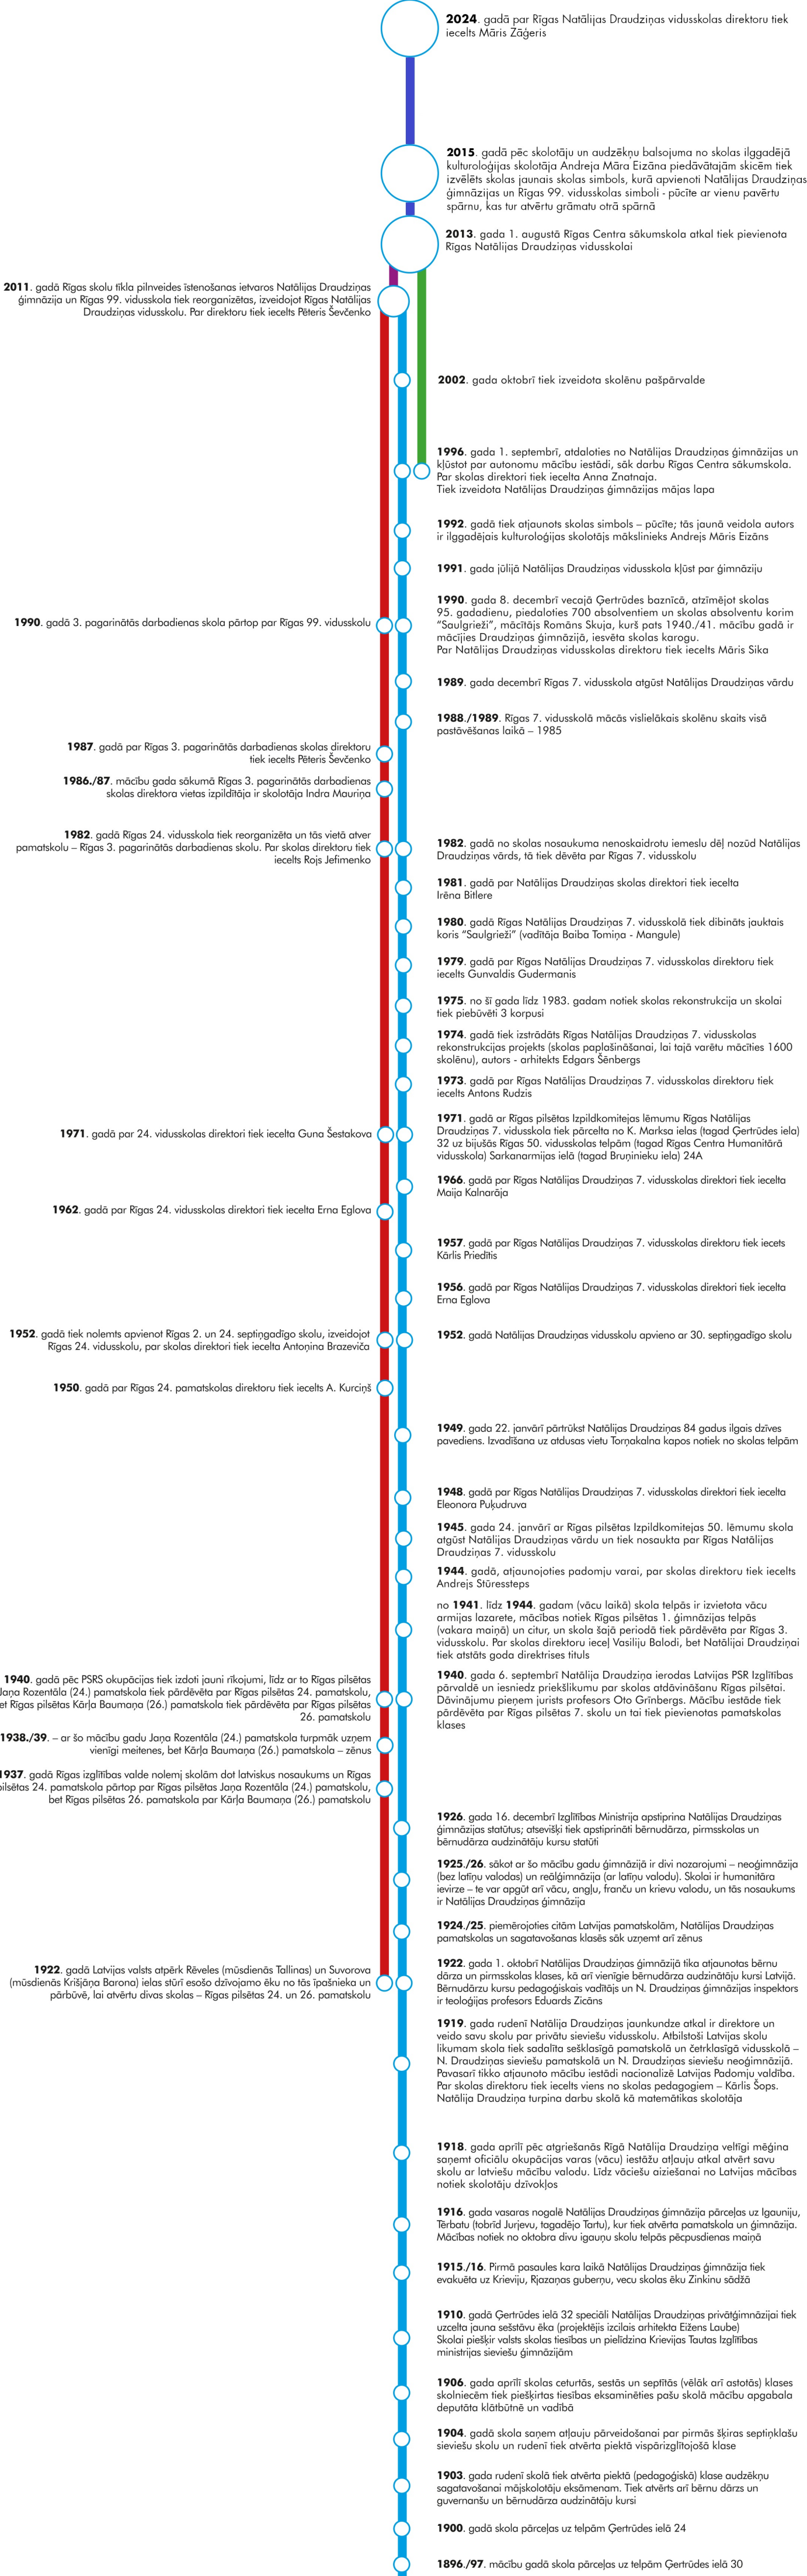 2024. gadā par Rīgas Natālijas Draudziņas vidusskolas direktoru tiek
iecelts Māris Zāģeris
2015. gadā pēc skolotāju un audzēkņu balsojuma no skolas ilggadējā
kulturoloģijas skolotāja Andreja Māra Eizāna piedāvātajām skicēm tiek
izvēlēts skolas jaunais skolas simbols, kurā apvienoti Natālijas Draudziņas
ģimnāzijas un Rīgas 99. vidusskolas simboli - pūcīte ar vienu pavērtu
spārnu, kas tur atvērtu grāmatu otrā spārnā
2013. gada 1. augustā Rīgas Centra sākumskola atkal tiek pievienota
Rīgas Natālijas Draudziņas vidusskolai
2011. gadā Rīgas skolu tīkla pilnveides īstenošanas ietvaros Natālijas Draudziņas
ģimnāzija un Rīgas 99. vidusskola tiek reorganizētas, izveidojot Rīgas Natālijas
Draudziņas vidusskolu. Par direktoru tiek iecelts Pēteris Ševčenko
2002. gada oktobrī tiek izveidota skolēnu pašpārvalde
1996. gada 1. septembrī, atdaloties no Natālijas Draudziņas ģimnāzijas un
kļūstot par autonomu mācību iestādi, sāk darbu Rīgas Centra sākumskola.
Par skolas direktori tiek iecelta Anna Znatnaja.
Tiek izveidota Natālijas Draudziņas ģimnāzijas mājas lapa
1992. gadā tiek atjaunots skolas simbols – pūcīte; tās jaunā veidola autors
ir ilggadējais kulturoloģijas skolotājs mākslinieks Andrejs Māris Eizāns
1991. gada jūlijā Natālijas Draudziņas vidusskola kļūst par ģimnāziju
1990. gada 8. decembrī vecajā Ģertrūdes baznīcā, atzīmējot skolas
95. gadadienu, piedaloties 700 absolventiem un skolas absolventu korim
“Saulgrieži”, mācītājs Romāns Skuja, kurš pats 1940./41. mācību gadā ir
mācījies Draudziņas ģimnāzijā, iesvēta skolas karogu.
Par Natālijas Draudziņas vidusskolas direktoru tiek iecelts Māris Sika
1990. gadā 3. pagarinātās darbadienas skola pārtop par Rīgas 99. vidusskolu
1989. gada decembrī Rīgas 7. vidusskola atgūst Natālijas Draudziņas vārdu
1988./1989. Rīgas 7. vidusskolā mācās vislielākais skolēnu skaits visā
pastāvēšanas laikā – 1985
1987. gadā par Rīgas 3. pagarinātās darbadienas skolas direktoru
tiek iecelts Pēteris Ševčenko
1986./87. mācību gada sākumā Rīgas 3. pagarinātās darbadienas
skolas direktora vietas izpildītāja ir skolotāja Indra Mauriņa
1982. gadā Rīgas 24. vidusskola tiek reorganizēta un tās vietā atver
pamatskolu – Rīgas 3. pagarinātās darbadienas skolu. Par skolas direktoru tiek
iecelts Rojs Jefimenko
1982. gadā no skolas nosaukuma nenoskaidrotu iemeslu dēļ nozūd Natālijas
Draudziņas vārds, tā tiek dēvēta par Rīgas 7. vidusskolu
1981. gadā par Natālijas Draudziņas skolas direktori tiek iecelta
Irēna Bitlere
1980. gadā Rīgas Natālijas Draudziņas 7. vidusskolā tiek dibināts jauktais
koris “Saulgrieži” (vadītāja Baiba Tomiņa - Mangule)
1979. gadā par Rīgas Natālijas Draudziņas 7. vidusskolas direktoru tiek
iecelts Gunvaldis Gudermanis
1975. no šī gada līdz 1983. gadam notiek skolas rekonstrukcija un skolai
tiek piebūvēti 3 korpusi
1974. gadā tiek izstrādāts Rīgas Natālijas Draudziņas 7. vidusskolas
rekonstrukcijas projekts (skolas paplašināšanai, lai tajā varētu mācīties 1600
skolēnu), autors - arhitekts Edgars Šēnbergs
1973. gadā par Rīgas Natālijas Draudziņas 7. vidusskolas direktoru tiek
iecelts Antons Rudzis
1971. gadā par 24. vidusskolas direktori tiek iecelta Guna Šestakova
1971. gadā ar Rīgas pilsētas Izpildkomitejas lēmumu Rīgas Natālijas
Draudziņas 7. vidusskola tiek pārcelta no K. Marksa ielas (tagad Ģertrūdes iela)
32 uz bijušās Rīgas 50. vidusskolas telpām (tagad Rīgas Centra Humanitārā
vidusskola) Sarkanarmijas ielā (tagad Bruņinieku iela) 24A
1966. gadā par Rīgas Natālijas Draudziņas 7. vidusskolas direktori tiek iecelta
Maija Kalnarāja
1962. gadā par Rīgas 24. vidusskolas direktori tiek iecelta Erna Eglova
1957. gadā par Rīgas Natālijas Draudziņas 7. vidusskolas direktoru tiek iecets
Kārlis Priedītis
1956. gadā par Rīgas Natālijas Draudziņas 7. vidusskolas direktori tiek iecelta
Erna Eglova
1952. gadā tiek nolemts apvienot Rīgas 2. un 24. septiņgadīgo skolu, izveidojot
Rīgas 24. vidusskolu, par skolas direktori tiek iecelta Antoņina Brazeviča
1952. gadā Natālijas Draudziņas vidusskolu apvieno ar 30. septiņgadīgo skolu
1950. gadā par Rīgas 24. pamatskolas direktoru tiek iecelts A. Kurciņš
1949. gada 22. janvārī pārtrūkst Natālijas Draudziņas 84 gadus ilgais dzīves
pavediens. Izvadīšana uz atdusas vietu Torņakalna kapos notiek no skolas telpām
1948. gadā par Rīgas Natālijas Draudziņas 7. vidusskolas direktori tiek iecelta
Eleonora Puķudruva
1945. gada 24. janvārī ar Rīgas pilsētas Izpildkomitejas 50. lēmumu skola
atgūst Natālijas Draudziņas vārdu un tiek nosaukta par Rīgas Natālijas
Draudziņas 7. vidusskolu
1944. gadā, atjaunojoties padomju varai, par skolas direktoru tiek iecelts
Andrejs Stūressteps
no 1941. līdz 1944. gadam (vācu laikā) skola telpās ir izvietota vācu
armijas lazarete, mācības notiek Rīgas pilsētas 1. ģimnāzijas telpās
(vakara maiņā) un citur, un skola šajā periodā tiek pārdēvēta par Rīgas 3.
vidusskolu. Par skolas direktoru ieceļ Vasiliju Balodi, bet Natālijai Draudziņai
tiek atstāts goda direktrises tituls
1940. gadā pēc PSRS okupācijas tiek izdoti jauni rīkojumi, līdz ar to Rīgas pilsētas
Jaņa Rozentāla (24.) pamatskola tiek pārdēvēta par Rīgas pilsētas 24. pamatskolu,
et Rīgas pilsētas Kārļa Baumaņa (26.) pamatskola tiek pārdēvēta par Rīgas pilsētas
26. pamatskolu
1940. gada 6. septembrī Natālija Draudziņa ierodas Latvijas PSR Izglītības
pārvaldē un iesniedz priekšlikumu par skolas atdāvināšanu Rīgas pilsētai.
Dāvinājumu pieņem jurists profesors Oto Grīnbergs. Mācību iestāde tiek
pārdēvēta par Rīgas pilsētas 7. skolu un tai tiek pievienotas pamatskolas
klases
1938./39. – ar šo mācību gadu Jaņa Rozentāla (24.) pamatskola turpmāk uzņem
vienīgi meitenes, bet Kārļa Baumaņa (26.) pamatskola – zēnus
1937. gadā Rīgas izglītības valde nolemj skolām dot latviskus nosaukums un Rīgas
pilsētas 24. pamatskola pārtop par Rīgas pilsētas Jaņa Rozentāla (24.) pamatskolu,
bet Rīgas pilsētas 26. pamatskola par Kārļa Baumaņa (26.) pamatskolu
1926. gada 16. decembrī Izglītības Ministrija apstiprina Natālijas Draudziņas
ģimnāzijas statūtus; atsevišķi tiek apstiprināti bērnudārza, pirmsskolas un
bērnudārza audzinātāju kursu statūti
1925./26. sākot ar šo mācību gadu ģimnāzijā ir divi nozarojumi – neoģimnāzija
(bez latīņu valodas) un reālģimnāzija (ar latīņu valodu). Skolai ir humanitāra
ievirze – te var apgūt arī vācu, angļu, franču un krievu valodu, un tās nosaukums
ir Natālijas Draudziņas ģimnāzija
1924./25. piemērojoties citām Latvijas pamatskolām, Natālijas Draudziņas
pamatskolas un sagatavošanas klasēs sāk uzņemt arī zēnus
1922. gadā Latvijas valsts atpērk Rēveles (mūsdienās Tallinas) un Suvorova
(mūsdienās Krišjāņa Barona) ielas stūrī esošo dzīvojamo ēku no tās īpašnieka un
pārbūvē, lai atvērtu divas skolas – Rīgas pilsētas 24. un 26. pamatskolu
1922. gada 1. oktobrī Natālijas Draudziņas ģimnāzijā tika atjaunotas bērnu
dārza un pirmsskolas klases, kā arī vienīgie bērnudārza audzinātāju kursi Latvijā.
Bērnudārzu kursu pedagoģiskais vadītājs un N. Draudziņas ģimnāzijas inspektors
ir teoloģijas profesors Eduards Zicāns
1919. gada rudenī Natālija Draudziņas jaunkundze atkal ir direktore un
veido savu skolu par privātu sieviešu vidusskolu. Atbilstoši Latvijas skolu
likumam skola tiek sadalīta sešklasīgā pamatskolā un četrklasīgā vidusskolā –
N. Draudziņas sieviešu pamatskolā un N. Draudziņas sieviešu neoģimnāzijā.
Pavasarī tikko atjaunoto mācību iestādi nacionalizē Latvijas Padomju valdība.
Par skolas direktoru tiek iecelts viens no skolas pedagogiem – Kārlis Šops.
Natālija Draudziņa turpina darbu skolā kā matemātikas skolotāja
1918. gada aprīlī pēc atgriešanās Rīgā Natālija Draudziņa veltīgi mēģina
saņemt oficiālu okupācijas varas (vācu) iestāžu atļauju atkal atvērt savu
skolu ar latviešu mācību valodu. Līdz vāciešu aiziešanai no Latvijas mācības
notiek skolotāju dzīvokļos
1916. gada vasaras nogalē Natālijas Draudziņas ģimnāzija pārceļas uz Igauniju,
Tērbatu (tobrīd Jurjevu, tagadējo Tartu), kur tiek atvērta pamatskola un ģimnāzija.
Mācības notiek no oktobra divu igauņu skolu telpās pēcpusdienas maiņā
1915./16. Pirmā pasaules kara laikā Natālijas Draudziņas ģimnāzija tiek
evakuēta uz Krieviju, Rjazaņas guberņu, vecu skolas ēku Zinkinu sādžā
1910. gadā Ģertrūdes ielā 32 speciāli Natālijas Draudziņas privātģimnāzijai tiek
uzcelta jauna sešstāvu ēka (projektējis izcilais arhitekta Eižens Laube)
Skolai piešķir valsts skolas tiesības un pielīdzina Krievijas Tautas Izglītības
ministrijas sieviešu ģimnāzijām
1906. gada aprīlī skolas ceturtās, sestās un septītās (vēlāk arī astotās) klases
skolniecēm tiek piešķirtas tiesības eksaminēties pašu skolā mācību apgabala
deputāta klātbūtnē un vadībā
1904. gadā skola saņem atļauju pārveidošanai par pirmās šķiras septiņklašu
sieviešu skolu un rudenī tiek atvērta piektā vispārizglītojošā klase
1903. gada rudenī skolā tiek atvērta piektā (pedagoģiskā) klase audzēkņu
sagatavošanai mājskolotāju eksāmenam. Tiek atvērts arī bērnu dārzs un
guvernanšu un bērnudārza audzinātāju kursi
1900. gadā skola pārceļas uz telpām Ģertrūdes ielā 24
1896./97. mācību gadā skola pārceļas uz telpām Ģertrūdes ielā 30